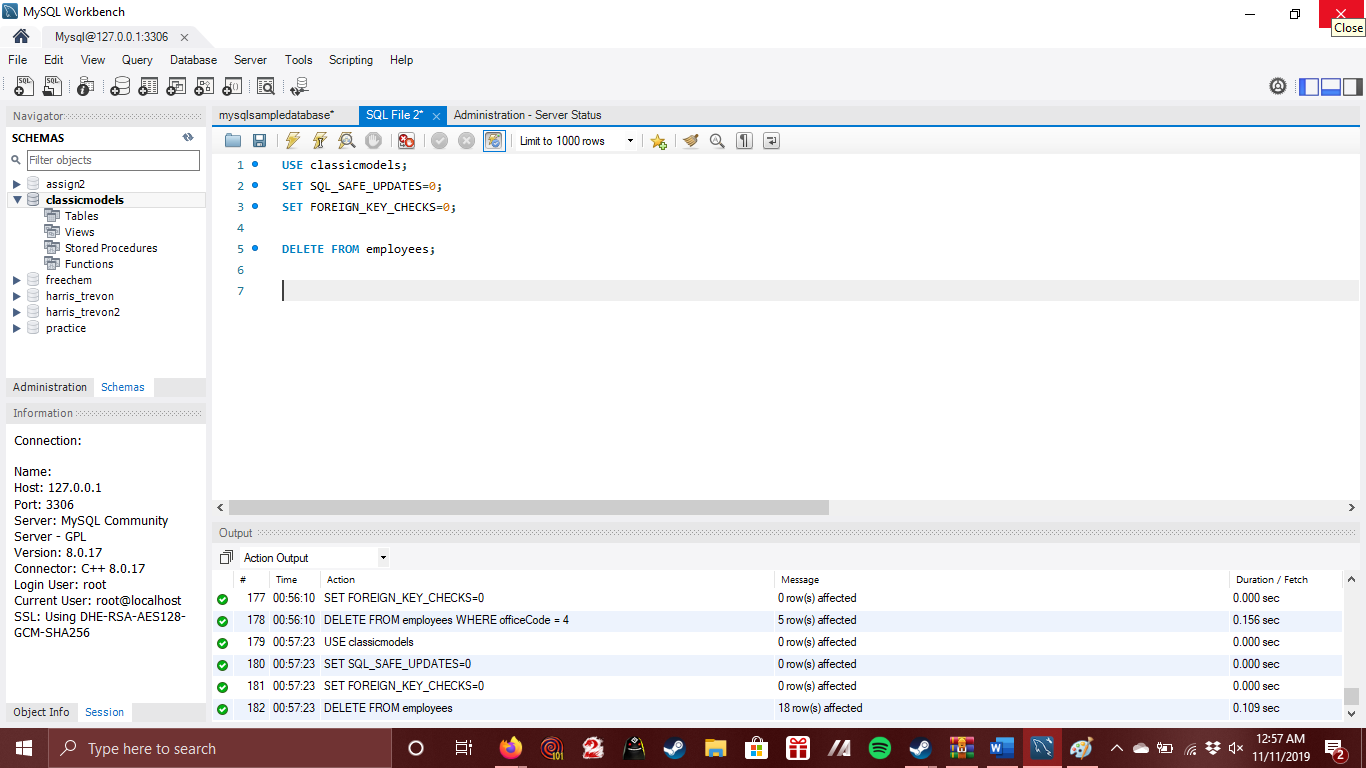 MySQL Workbench
Close
Mysql@127.0.0.1:3306
File Edit View Query Database Server Tools Scripting Help
Navigator
SCHEMAS
Filter objects
assign2
classicmodels
Tables
Views
Stored Procedures
Functions
freechem
harris_trevon
harris_trevon2
practice
Administration Schemas
Information
Connection:
Name:
Host: 127.0.0.1
Port: 3306
Server: MySQL Community
Server - GPL
Version: 8.0.17
Connector: C++ 8.0.17
Login User: root
Current User: root@localhost
SSL: Using DHE-RSA-AES128-
GCM-SHA256
Object Info Session
mysqlsampledatabase* SQL File 2* Administration - Server Status
Limit to 1000 rows
1 USE classicmodels;
2 SET SQL_SAFE_UPDATES=0;
3 SET FOREIGN_KEY_CHECKS=0;
4
5 DELETE FROM employees;
6
7
Output
Action Output
# Time Action Message Duration / Fetch
177 00:56:10 SET FOREIGN_KEY_CHECKS=0 0 row(s) affected 0.000 sec
178 00:56:10 DELETE FROM employees WHERE officeCode = 4 5 row(s) affected 0.156 sec
179 00:57:23 USE classicmodels 0 row(s) affected 0.000 sec
180 00:57:23 SET SQL_SAFE_UPDATES=0 0 row(s) affected 0.000 sec
181 00:57:23 SET FOREIGN_KEY_CHECKS=0 0 row(s) affected 0.000 sec
182 00:57:23 DELETE FROM employees 18 row(s) affected 0.109 sec
Type here to search
12:57 AM
11/11/2019
2